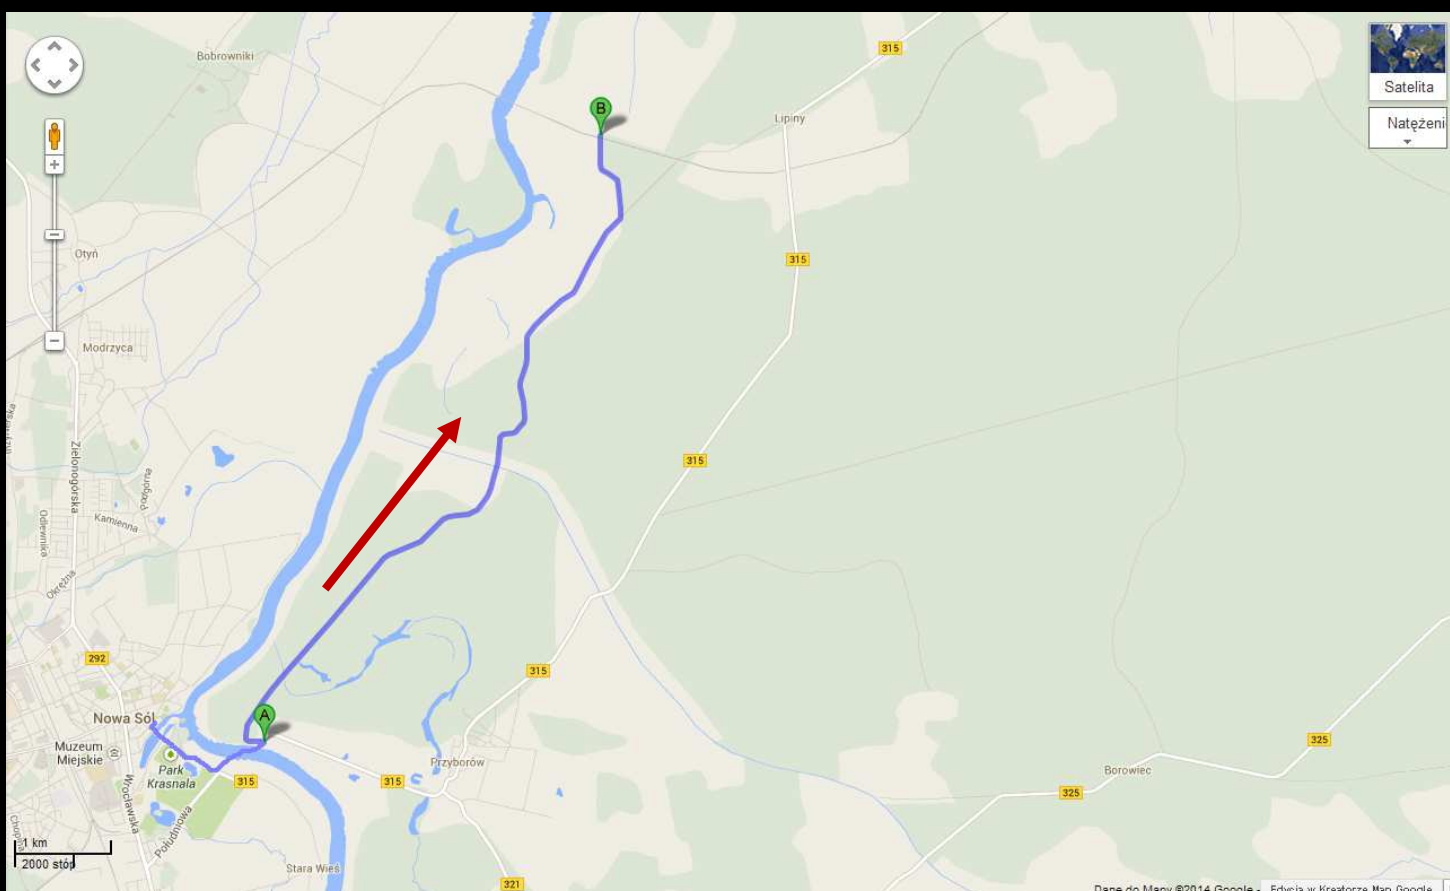 Bobrowniki
315
Satelita
B
Lipiny
Natężeni
Otyń
315
Modrzyca
Zielonogórska
315
Podgórna
Kamienna
Odlewnika
Okrężna
292
315
Nowa Sól
A
Muzeum
Miejskie
Park
Krasnala
315
315
Przyborów
325
Borowiec
325
Wrocławska
Południowa
1 km
2000 stóp
Stara Wieś
321
Dane do Mapy ©2014 Google -
Edycja w Kreatorze Map Google